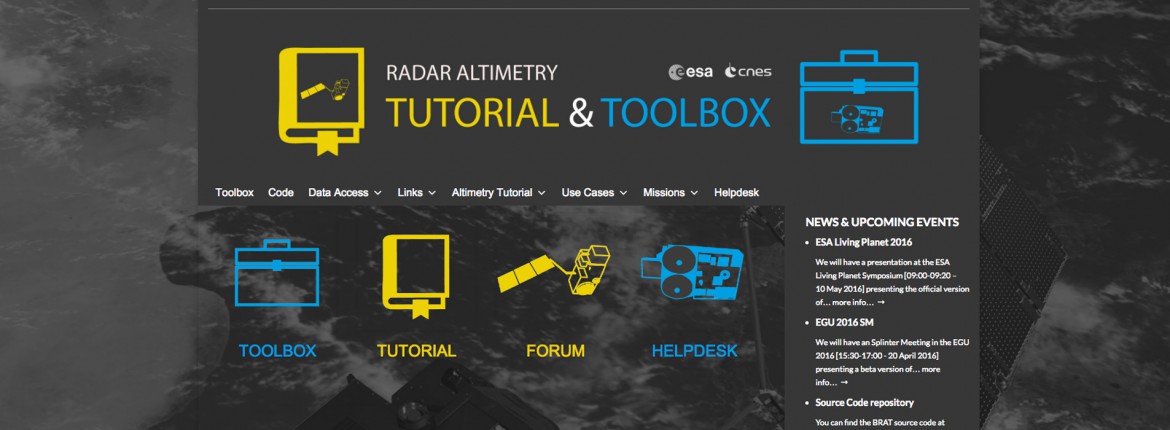 RADAR ALTIMETRY
esa cnes
TUTORIAL & TOOLBOX
Toolbox Code Data Access Links Altimetry Tutorial Use Cases Missions Helpdesk
TOOLBOX TUTORIAL FORUM HELPDESK
NEWS & UPCOMING EVENTS
• ESA Living Planet 2016
We will have a presentation at the ESA
Living Planet Symposium [09:00-09:20 –
10 May 2016] presenting the official version
of… more info… →
• EGU 2016 SM
We will have an Splinter Meeting in the EGU
2016 [15:30-17:00 - 20 April 2016]
presenting a beta version of… more
info… →
• Source Code repository
You can find the BRAT source code at